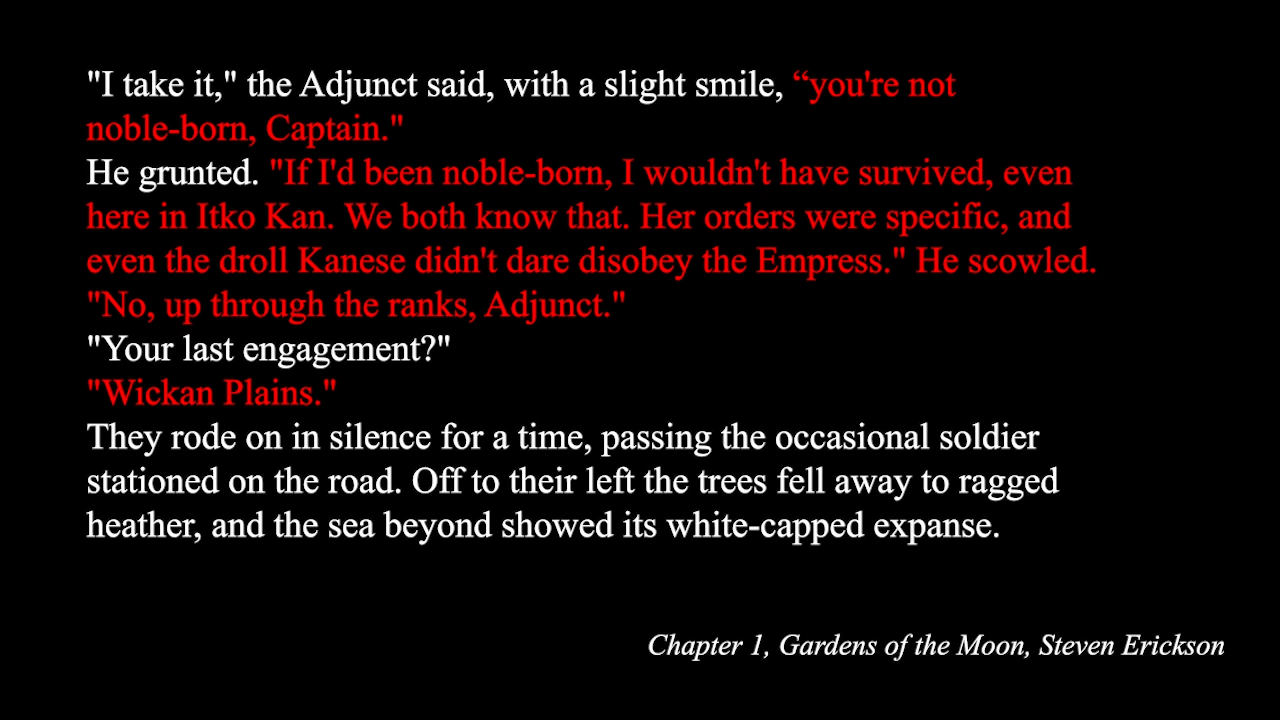 "I take it," the Adjunct said, with a slight smile, “you're not
noble-born, Captain."
He grunted. "If I'd been noble-born, I wouldn't have survived, even
here in Itko Kan. We both know that. Her orders were specific, and
even the droll Kanese didn't dare disobey the Empress." He scowled.
"No, up through the ranks, Adjunct."
"Your last engagement?"
"Wickan Plains."
They rode on in silence for a time, passing the occasional soldier
stationed on the road. Off to their left the trees fell away to ragged
heather, and the sea beyond showed its white-capped expanse.
Chapter 1, Gardens of the Moon, Steven Erickson